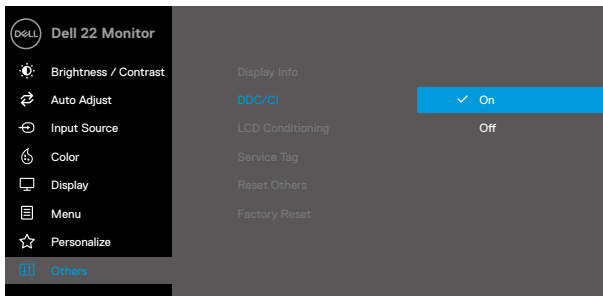 DELL
Dell 22 Monitor
Brightness / Contrast
Auto Adjust
Input Source
Color
Display
Menu
Personalize
Others
Display Info
DDC/CI
LCD Conditioning
Service Tag
Reset Others
Factory Reset
On
Off